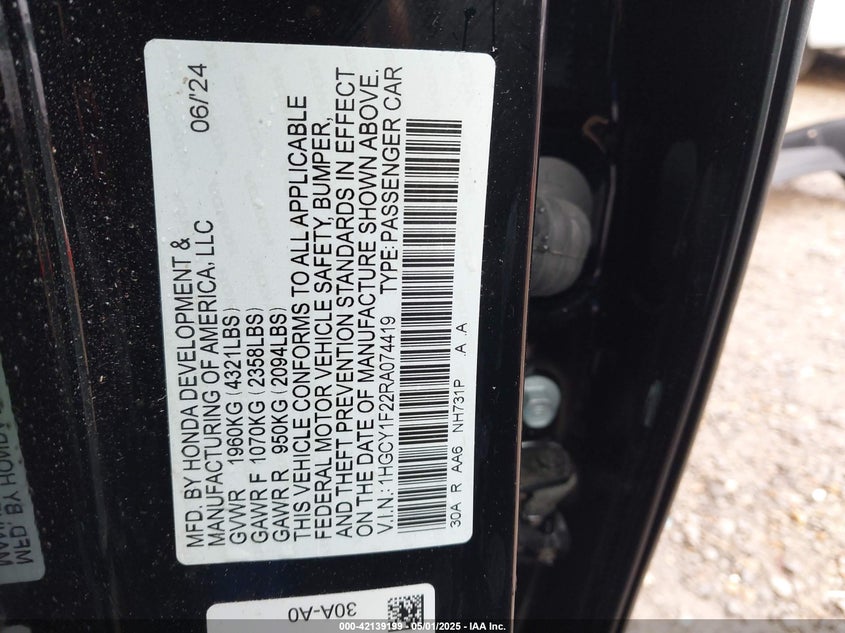 MFD. BY HONDA DEVELOPMENT &
MANUFACTURING OF AMERICA, LLC 06/'24
GVWR 1960KG (4321LBS)
GAWR F 1070KG (2358LBS)
GAWR R 950KG (2094LBS)
THIS VEHICLE CONFORMS TO ALL APPLICABLE
FEDERAL MOTOR VEHICLE SAFETY, BUMPER,
AND THEFT PREVENTION STANDARDS IN EFFECT
ON THE DATE OF MANUFACTURE SHOWN ABOVE.
V.I.N.: 1HGCY1F22RA074419 TYPE: PASSENGER CAR
30A R AA6 NH731P .A .A
30A-A0
MFD. BY HOND
000-42139199 - 05/01/2025 - IAA Inc.